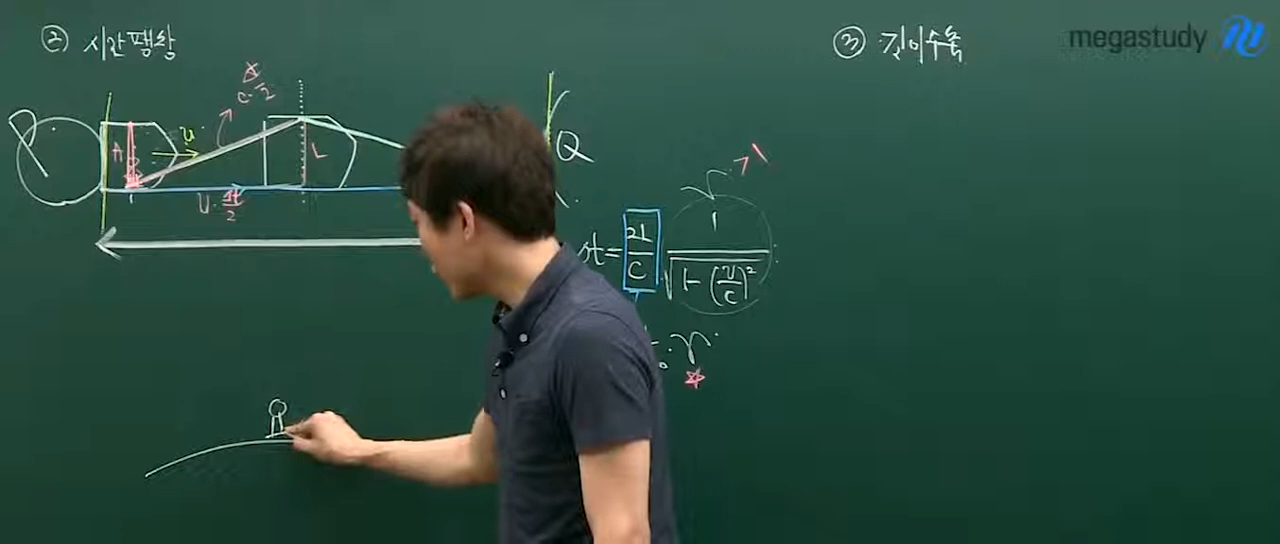 ② 시간팽창
③ 길이수축
megastudy
P
A
u
c·Δt/2
L
Q
u·Δt/2
Δt = 2L/c 1/√1-(v/c)²
γ > 1
γ